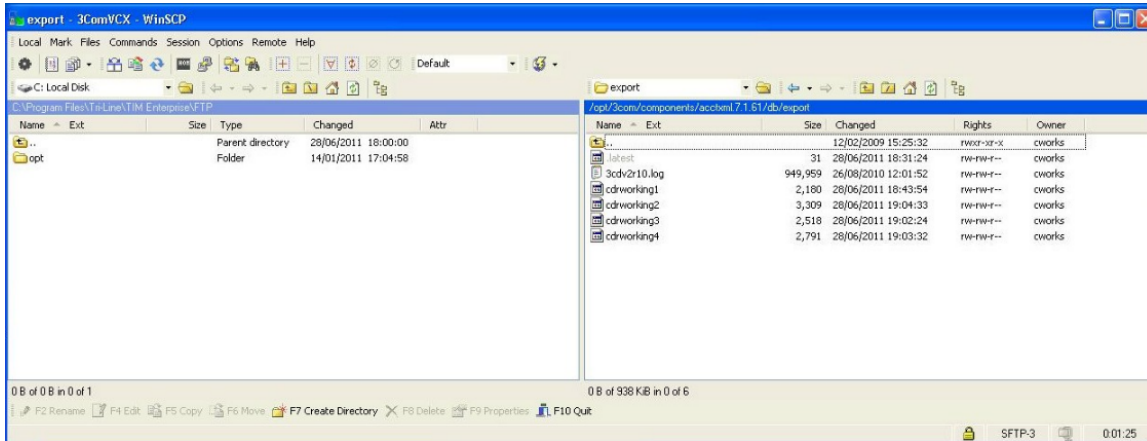 export - 3ComVCX - WinSCP
Local Mark Files Commands Session Options Remote Help
Default
C: Local Disk
export
C:\Program Files\Tri-Line\TIM Enterprise\FTP
/opt/3com/components/acctxml.7.1.61/db/export
Name Ext Size Type Changed Attr
Name Ext Size Changed Rights Owner
.. Parent directory 28/06/2011 18:00:00
opt Folder 14/01/2011 17:04:58
.. 12/02/2009 15:25:32 rwxr-xr-x cworks
.latest 31 28/06/2011 18:31:24 rw-rw-r-- cworks
3cdv2r10.log 949,959 26/08/2010 12:01:52 rw-rw-r-- cworks
cdrworking1 2,180 28/06/2011 18:43:54 rw-rw-r-- cworks
cdrworking2 3,309 28/06/2011 19:04:33 rw-rw-r-- cworks
cdrworking3 2,518 28/06/2011 19:02:24 rw-rw-r-- cworks
cdrworking4 2,791 28/06/2011 19:03:32 rw-rw-r-- cworks
0 B of 0 B in 0 of 1
0 B of 938 KiB in 0 of 6
F2 Rename F4 Edit F5 Copy F6 Move F7 Create Directory F8 Delete F9 Properties F10 Quit
SFTP-3 0:01:25